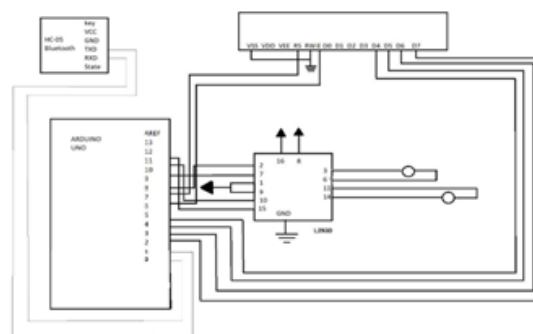 key
VCC
HC-05 GND
Bluetooth TXD
RXD
State
VSS VDD VEE RS R/W E D0 D1 D2 D3 D4 D5 D6 D7
ARDUINO
UNO
AREF
13
12
11
10
9
8
7
5
4
3
2
1
0
16 8
2
7
1
9
10
15
3
6
11
14
GND
L293D